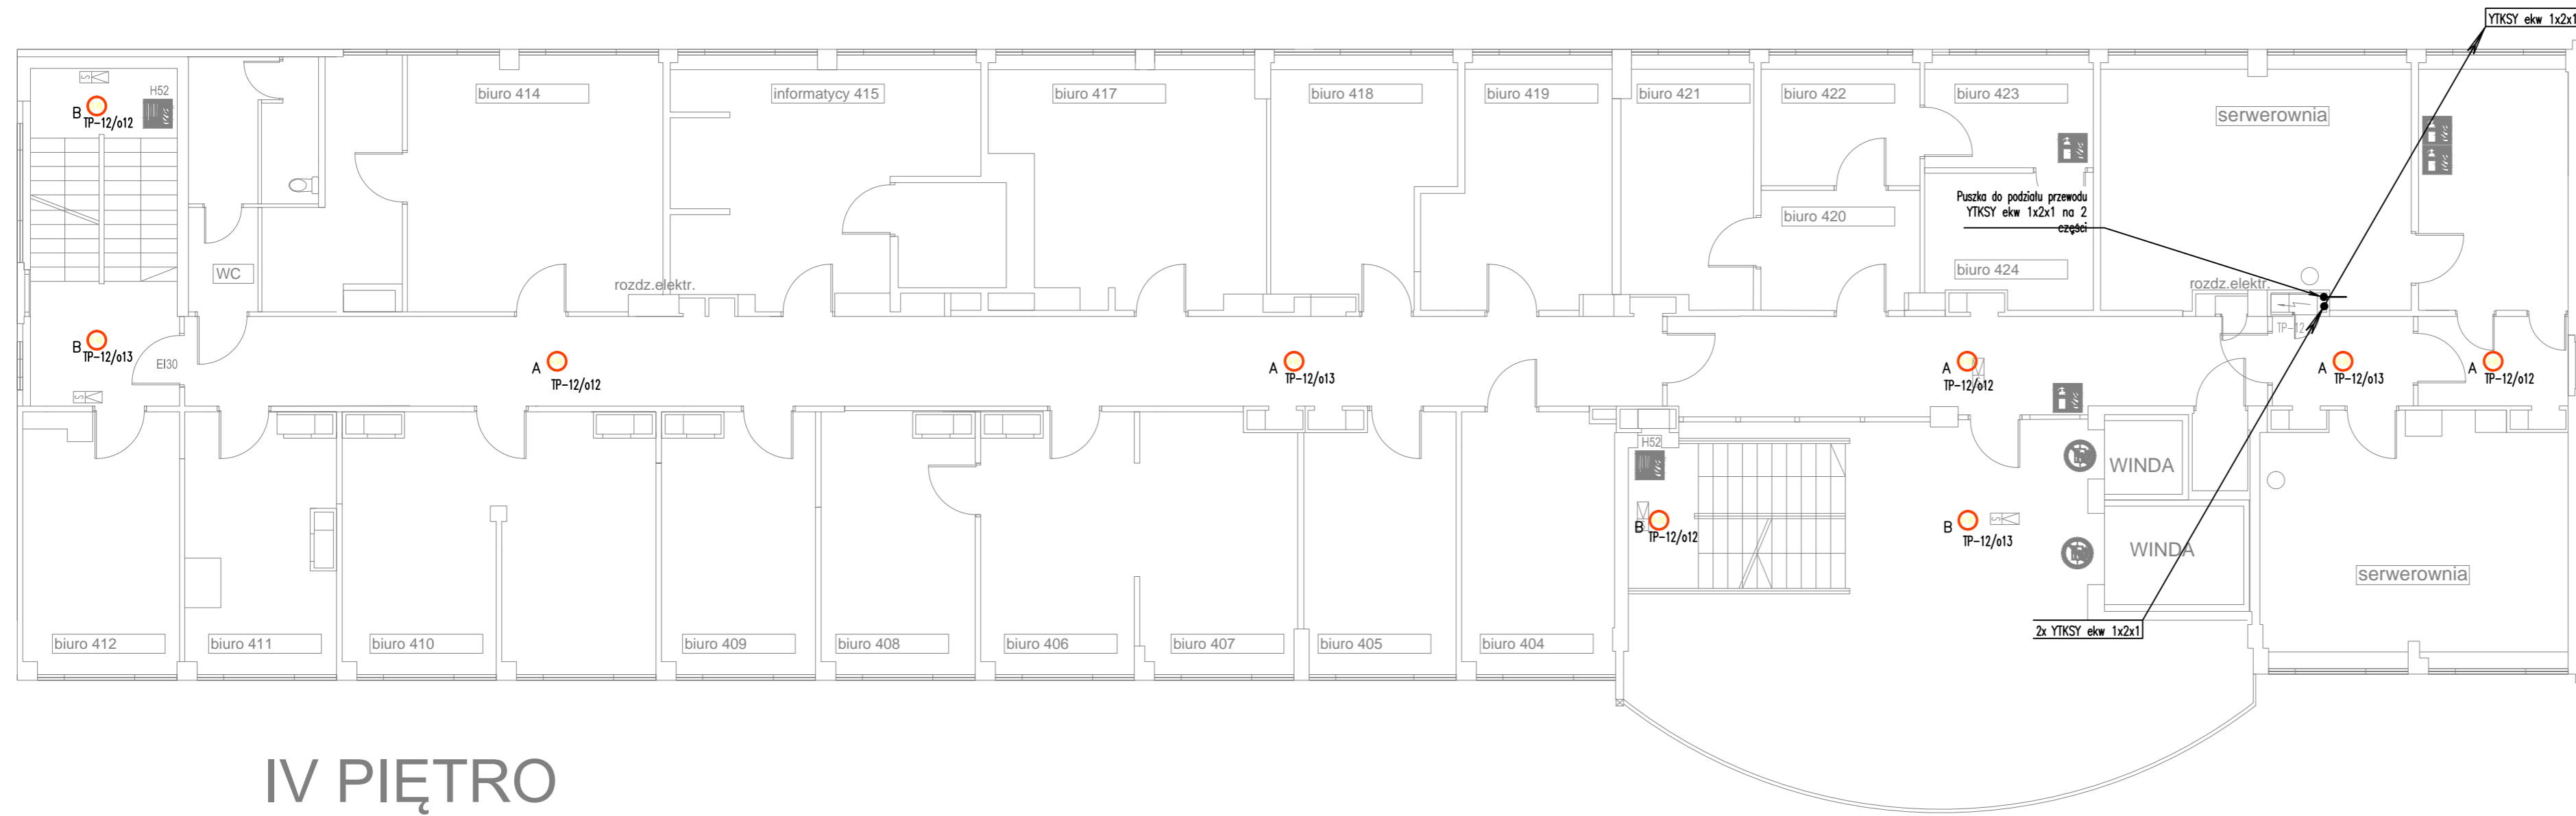 YTKSY ekw 1x2x1
H52
B
TP-12/o12
biuro 414
informatycy 415
biuro 417
biuro 418
biuro 419
biuro 421
biuro 422
biuro 423
serwerownia
Puszka do podziału przewodu
YTKSY ekw 1x2x1 na 2
części
biuro 420
biuro 424
WC
rozdz.elektr.
rozdz.elektr.
TP-12
B
TP-12/o13
EI30
A
TP-12/o12
A
TP-12/o13
A
TP-12/o12
A
TP-12/o13
A
TP-12/o12
H52
WINDA
B
TP-12/o12
B
TP-12/o13
WINDA
serwerownia
2x YTKSY ekw 1x2x1
biuro 412
biuro 411
biuro 410
biuro 409
biuro 408
biuro 406
biuro 407
biuro 405
biuro 404
IV PIĘTRO